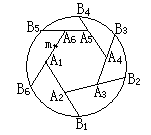 B₄
B₅
B₃
A₆ A₅
m
A₄
A₁
B₂
B₆
A₂ A₃
B₁